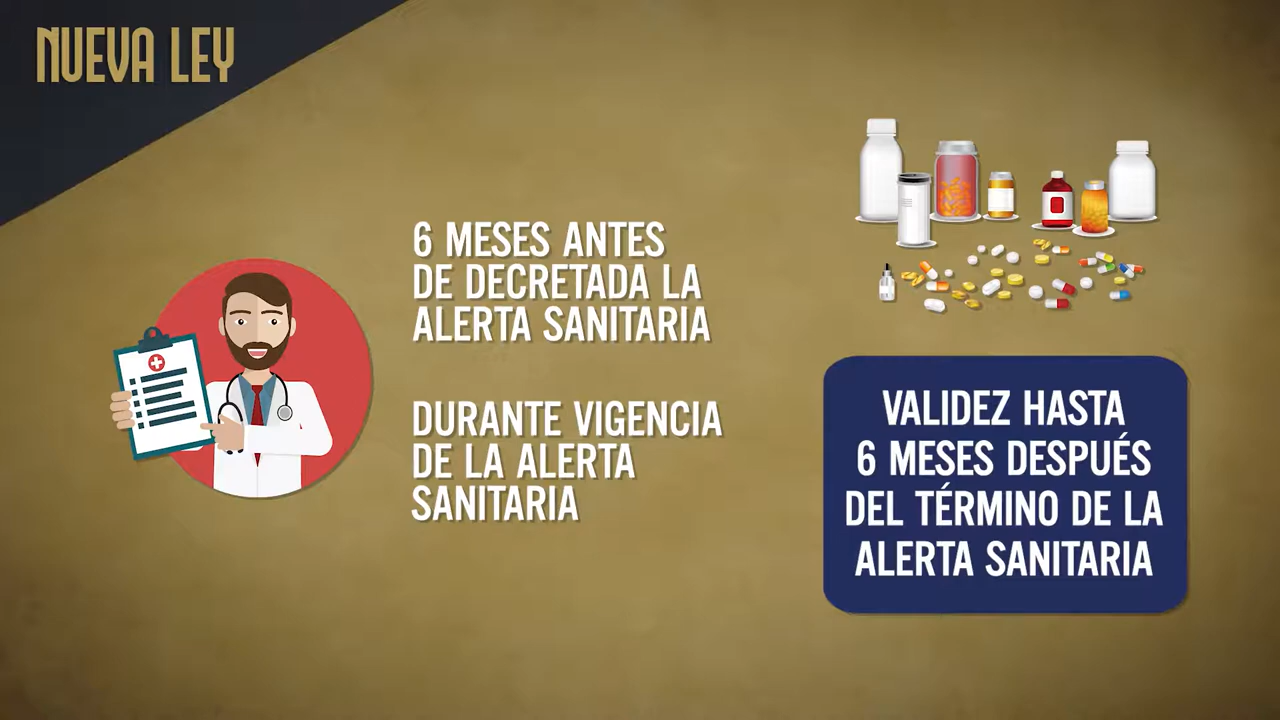 NUEVA LEY
6 MESES ANTES
DE DECRETADA LA
ALERTA SANITARIA
DURANTE VIGENCIA
DE LA ALERTA
SANITARIA
VALIDEZ HASTA
6 MESES DESPUÉS
DEL TÉRMINO DE LA
ALERTA SANITARIA